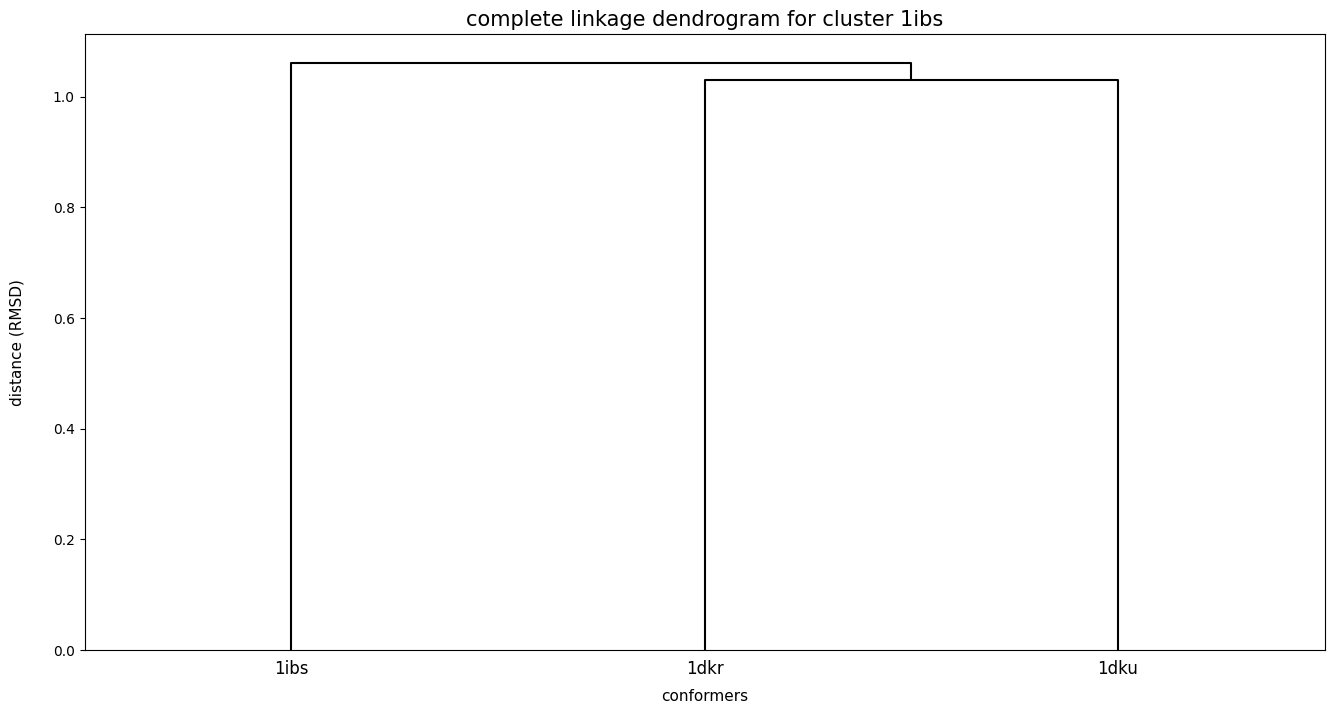 complete linkage dendrogram for cluster 1ibs
1.0
0.8
0.6
0.4
0.2
0.0
distance (RMSD)
1ibs 1dkr 1dku
conformers